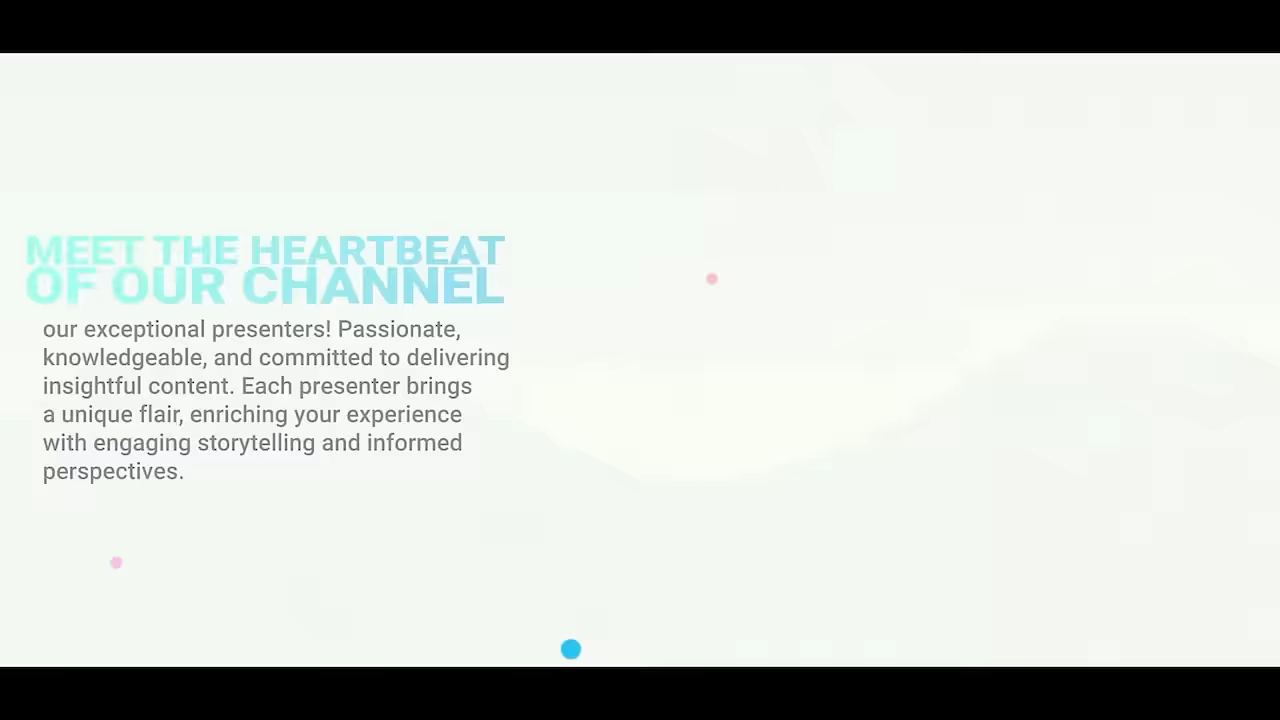 MEET THE HEARTBEAT
OF OUR CHANNEL
our exceptional presenters! Passionate,
knowledgeable, and committed to delivering
insightful content. Each presenter brings
a unique flair, enriching your experience
with engaging storytelling and informed
perspectives.